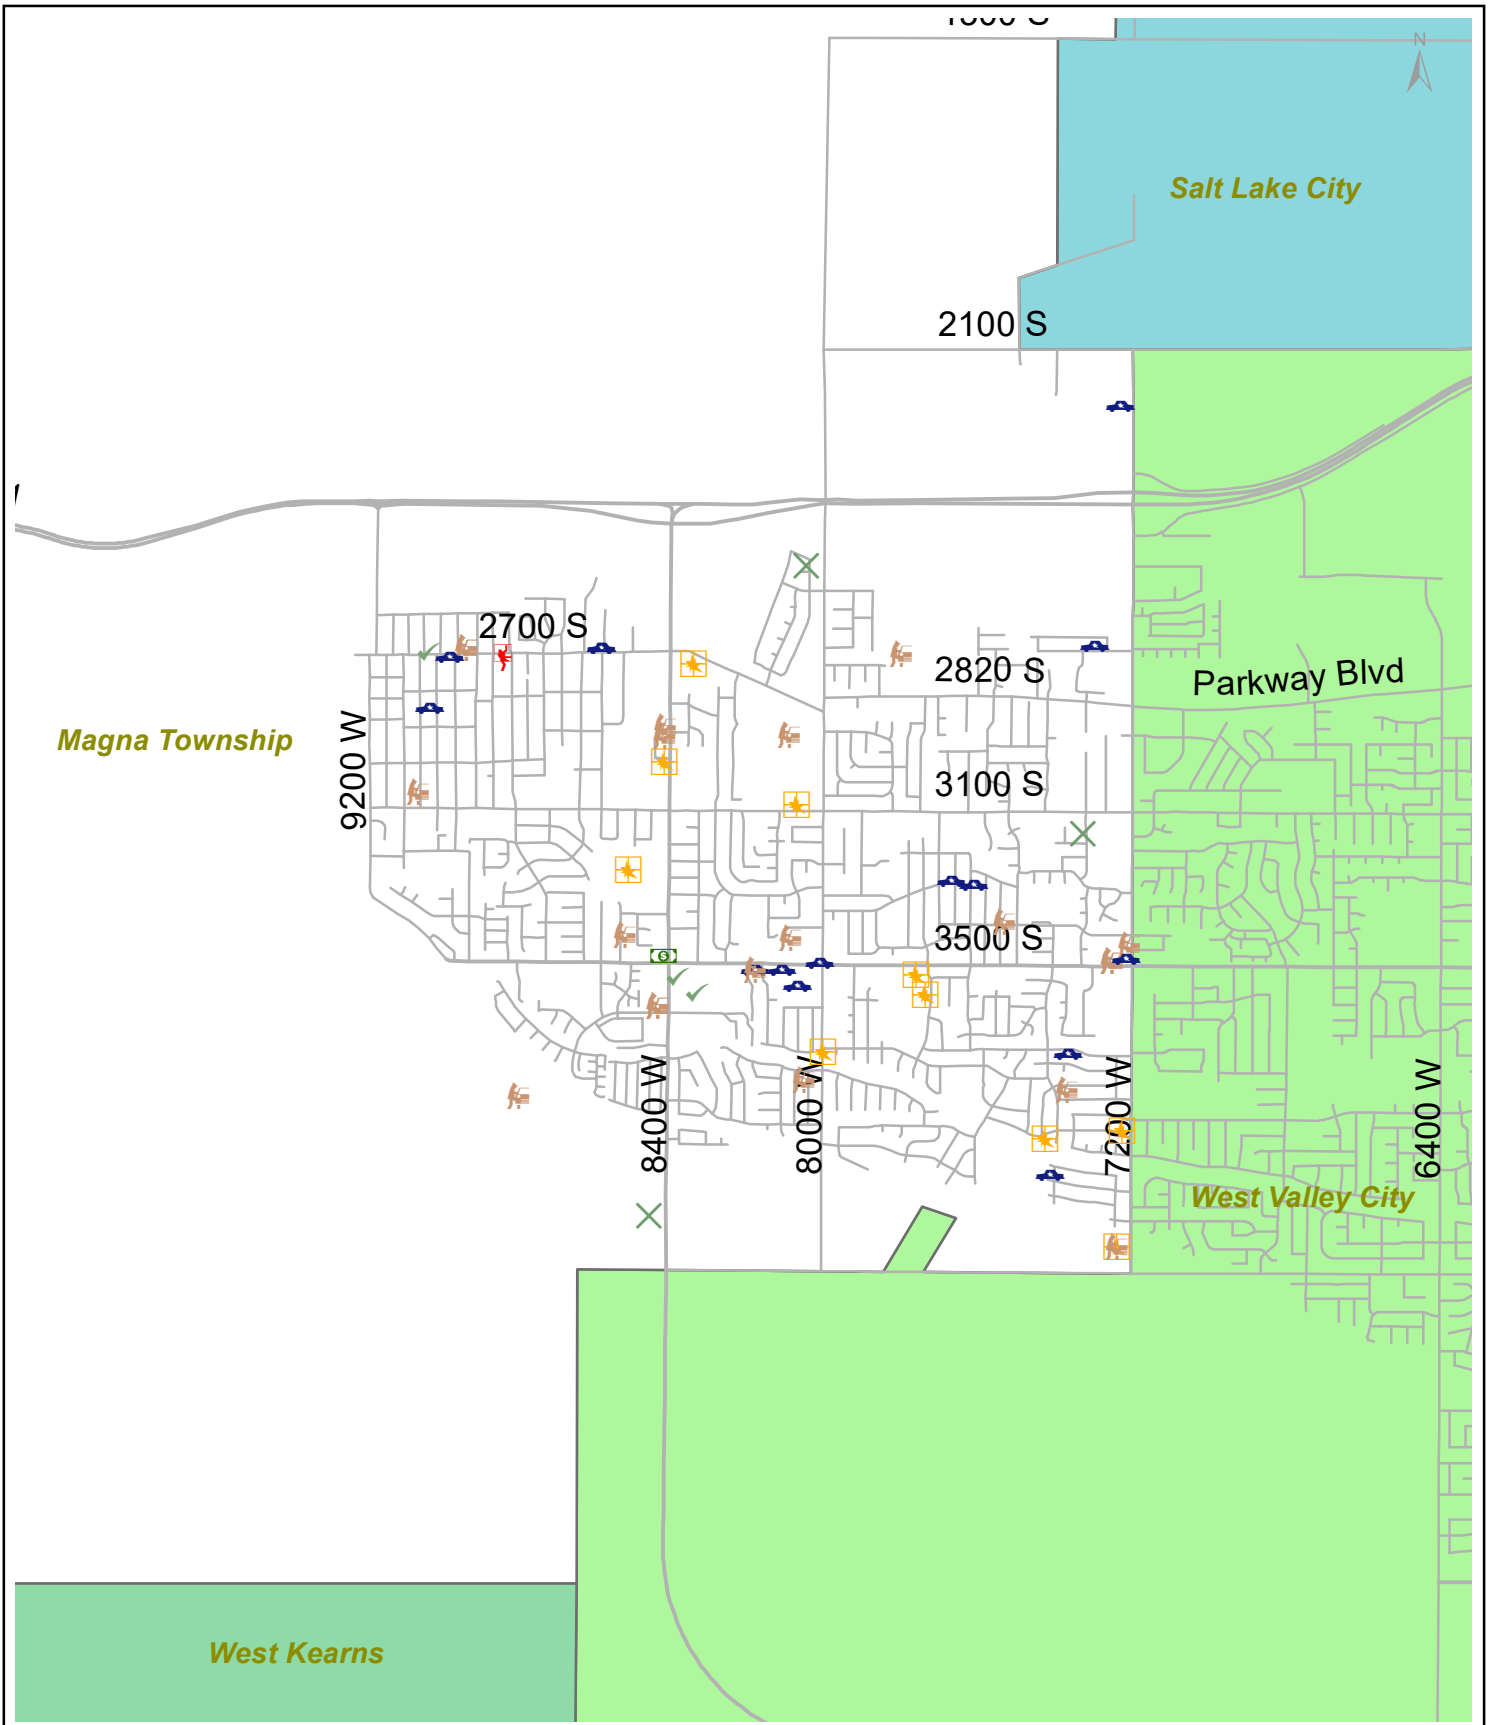 N
Salt Lake City
2100 S
2700 S
2820 S
Parkway Blvd
Magna Township
9200 W
3100 S
3500 S
8400 W
8000 W
7200 W
6400 W
West Valley City
West Kearns